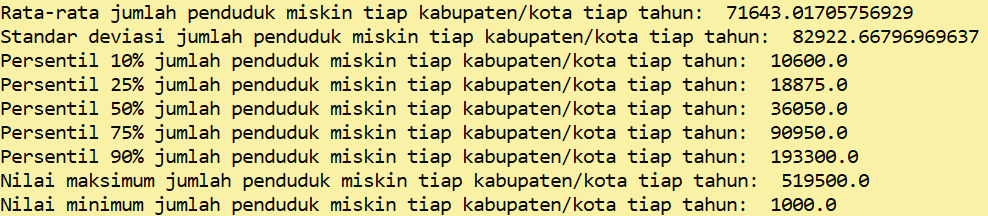 Rata-rata jumlah penduduk miskin tiap kabupaten/kota tiap tahun:  71643.01705756929
Standar deviasi jumlah penduduk miskin tiap kabupaten/kota tiap tahun:  82922.66796969637
Persentil 10% jumlah penduduk miskin tiap kabupaten/kota tiap tahun:  10600.0
Persentil 25% jumlah penduduk miskin tiap kabupaten/kota tiap tahun:  18875.0
Persentil 50% jumlah penduduk miskin tiap kabupaten/kota tiap tahun:  36050.0
Persentil 75% jumlah penduduk miskin tiap kabupaten/kota tiap tahun:  90950.0
Persentil 90% jumlah penduduk miskin tiap kabupaten/kota tiap tahun:  193300.0
Nilai maksimum jumlah penduduk miskin tiap kabupaten/kota tiap tahun:  519500.0
Nilai minimum jumlah penduduk miskin tiap kabupaten/kota tiap tahun:  1000.0